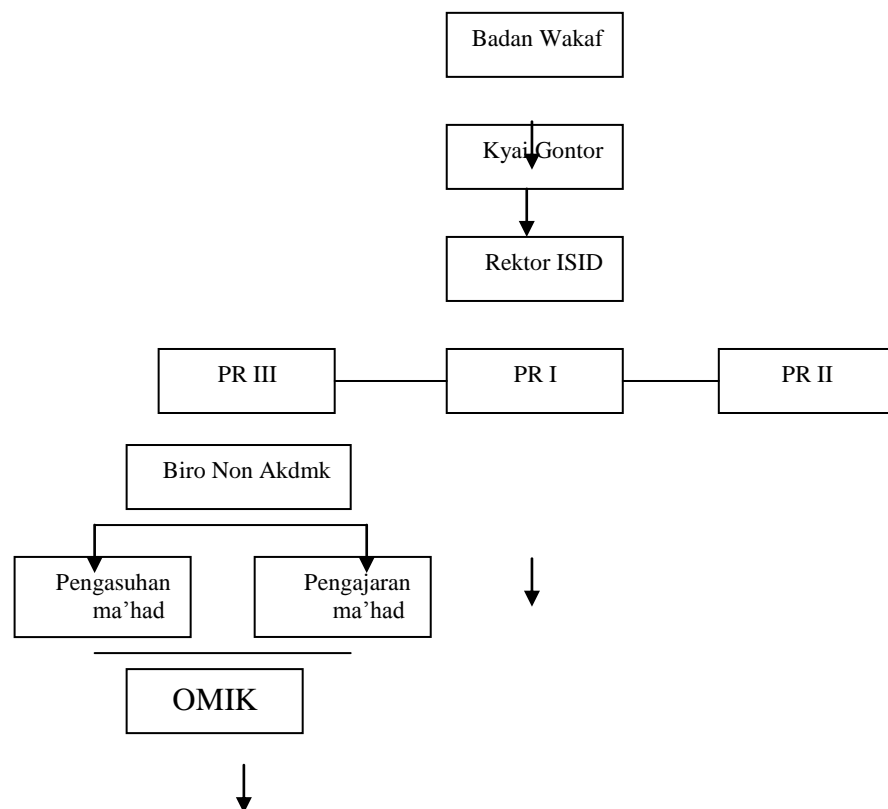 Badan Wakaf
Kyai Gontor
Rektor ISID
PR III
PR I
PR II
Biro Non Akdmk
Pengasuhan
ma’had
Pengajaran
ma’had
OMIK